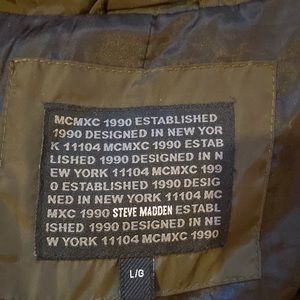 MCMXC 1990 ESTABLISHED
1990 DESIGNED IN NEW YOR
K 11104 MCMXC 1990 ESTAB
LISHED 1990 DESIGNED IN N
EW YORK 11104 MCMXC 199
0 ESTABLISHED 1990 DESIG
NED IN NEW YORK 11104 MC
MXC 1990 STEVE MADDEN ESTABL
ISHED 1990 DESIGNED IN NE
W YORK 11104 MCMXC 1990
L/G